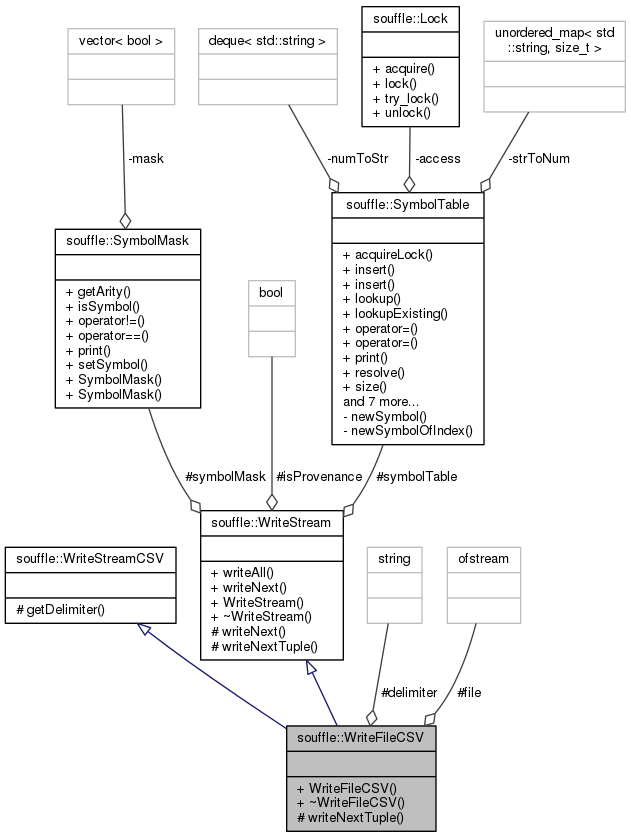 vector< bool >
deque< std::string >
souffle::Lock
+ acquire()
+ lock()
+ try_lock()
+ unlock()
unordered_map< std
::string, size_t >
-mask
-numToStr
-access
-strToNum
souffle::SymbolMask
+ getArity()
+ isSymbol()
+ operator!=()
+ operator==()
+ print()
+ setSymbol()
+ SymbolMask()
+ SymbolMask()
bool
souffle::SymbolTable
+ acquireLock()
+ insert()
+ insert()
+ lookup()
+ lookupExisting()
+ operator=()
+ operator=()
+ print()
+ resolve()
+ size()
and 7 more...
- newSymbol()
- newSymbolOfIndex()
#symbolMask
#isProvenance
#symbolTable
souffle::WriteStreamCSV
# getDelimiter()
souffle::WriteStream
+ writeAll()
+ writeNext()
+ WriteStream()
+ ~WriteStream()
# writeNext()
# writeNextTuple()
string
ofstream
#delimiter
#file
souffle::WriteFileCSV
+ WriteFileCSV()
+ ~WriteFileCSV()
# writeNextTuple()